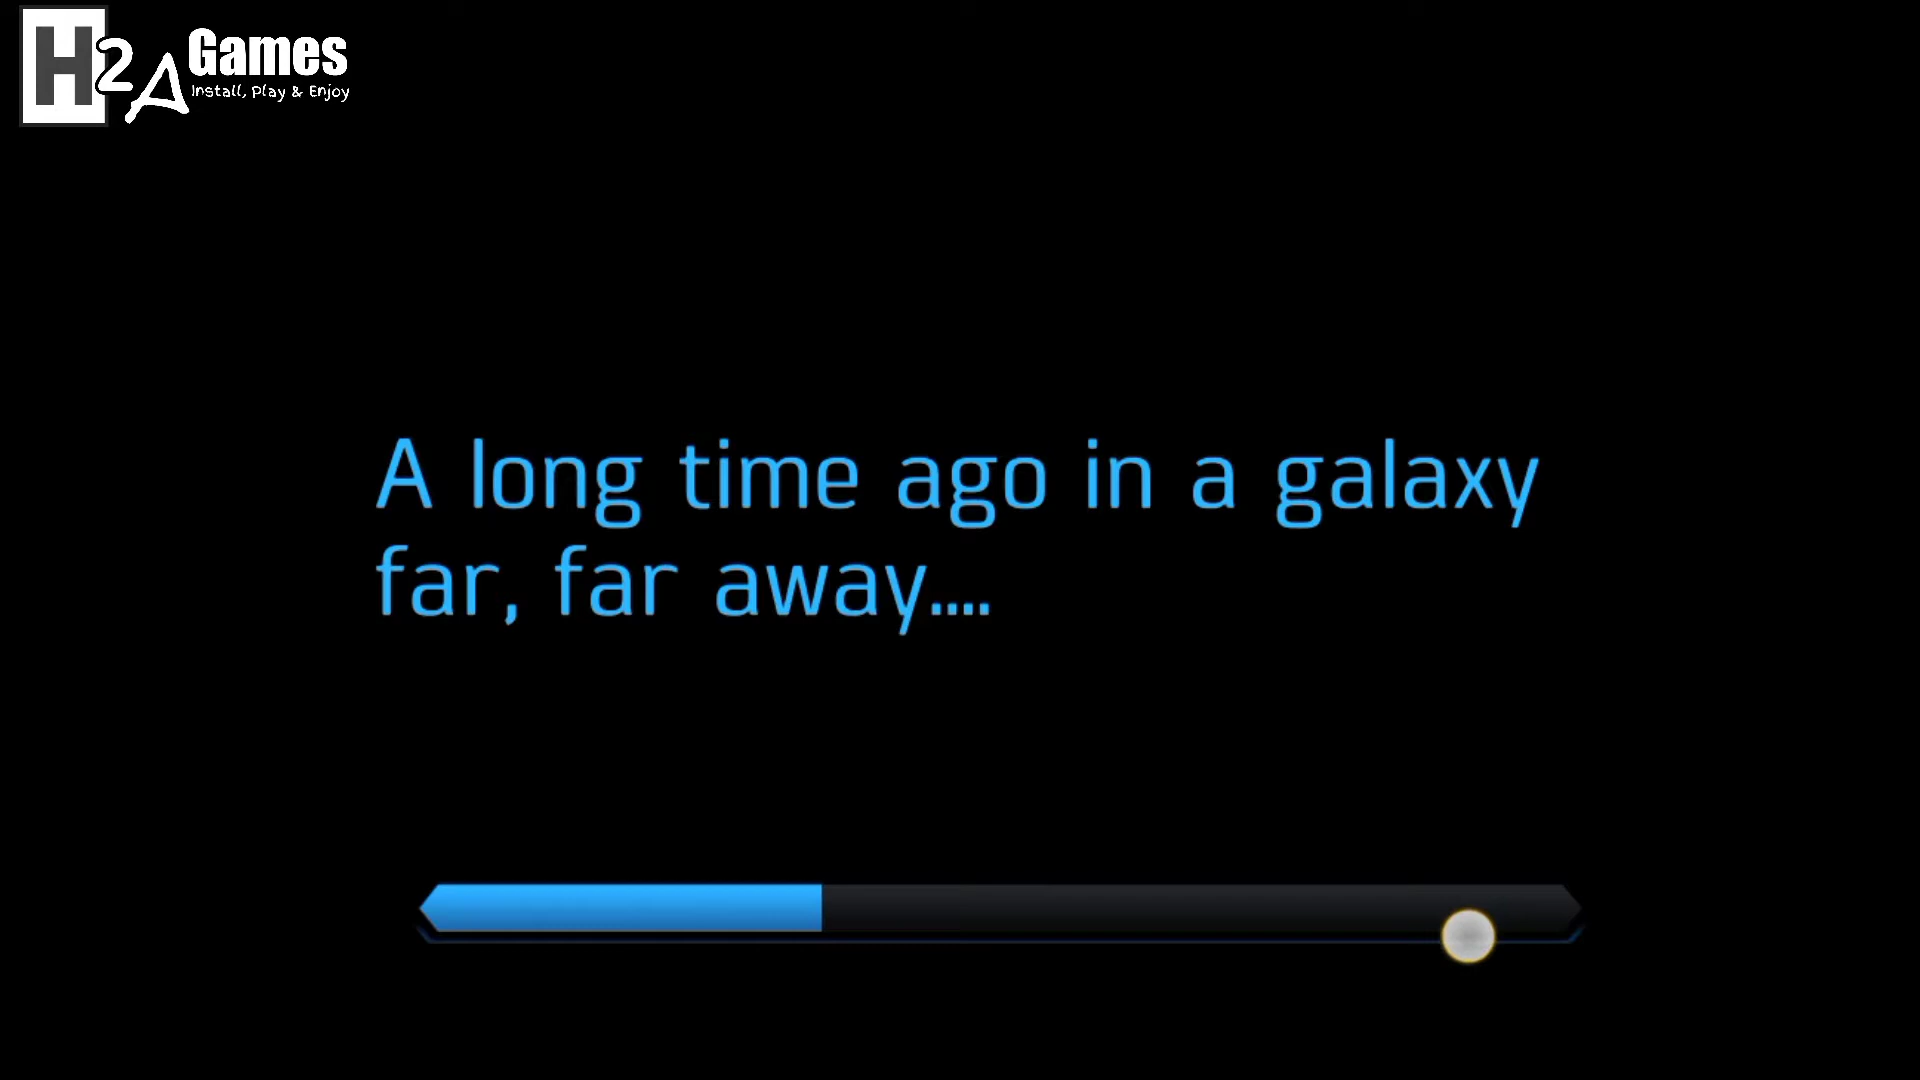 H2A Games
Install, Play & Enjoy
A long time ago in a galaxy
far, far away....